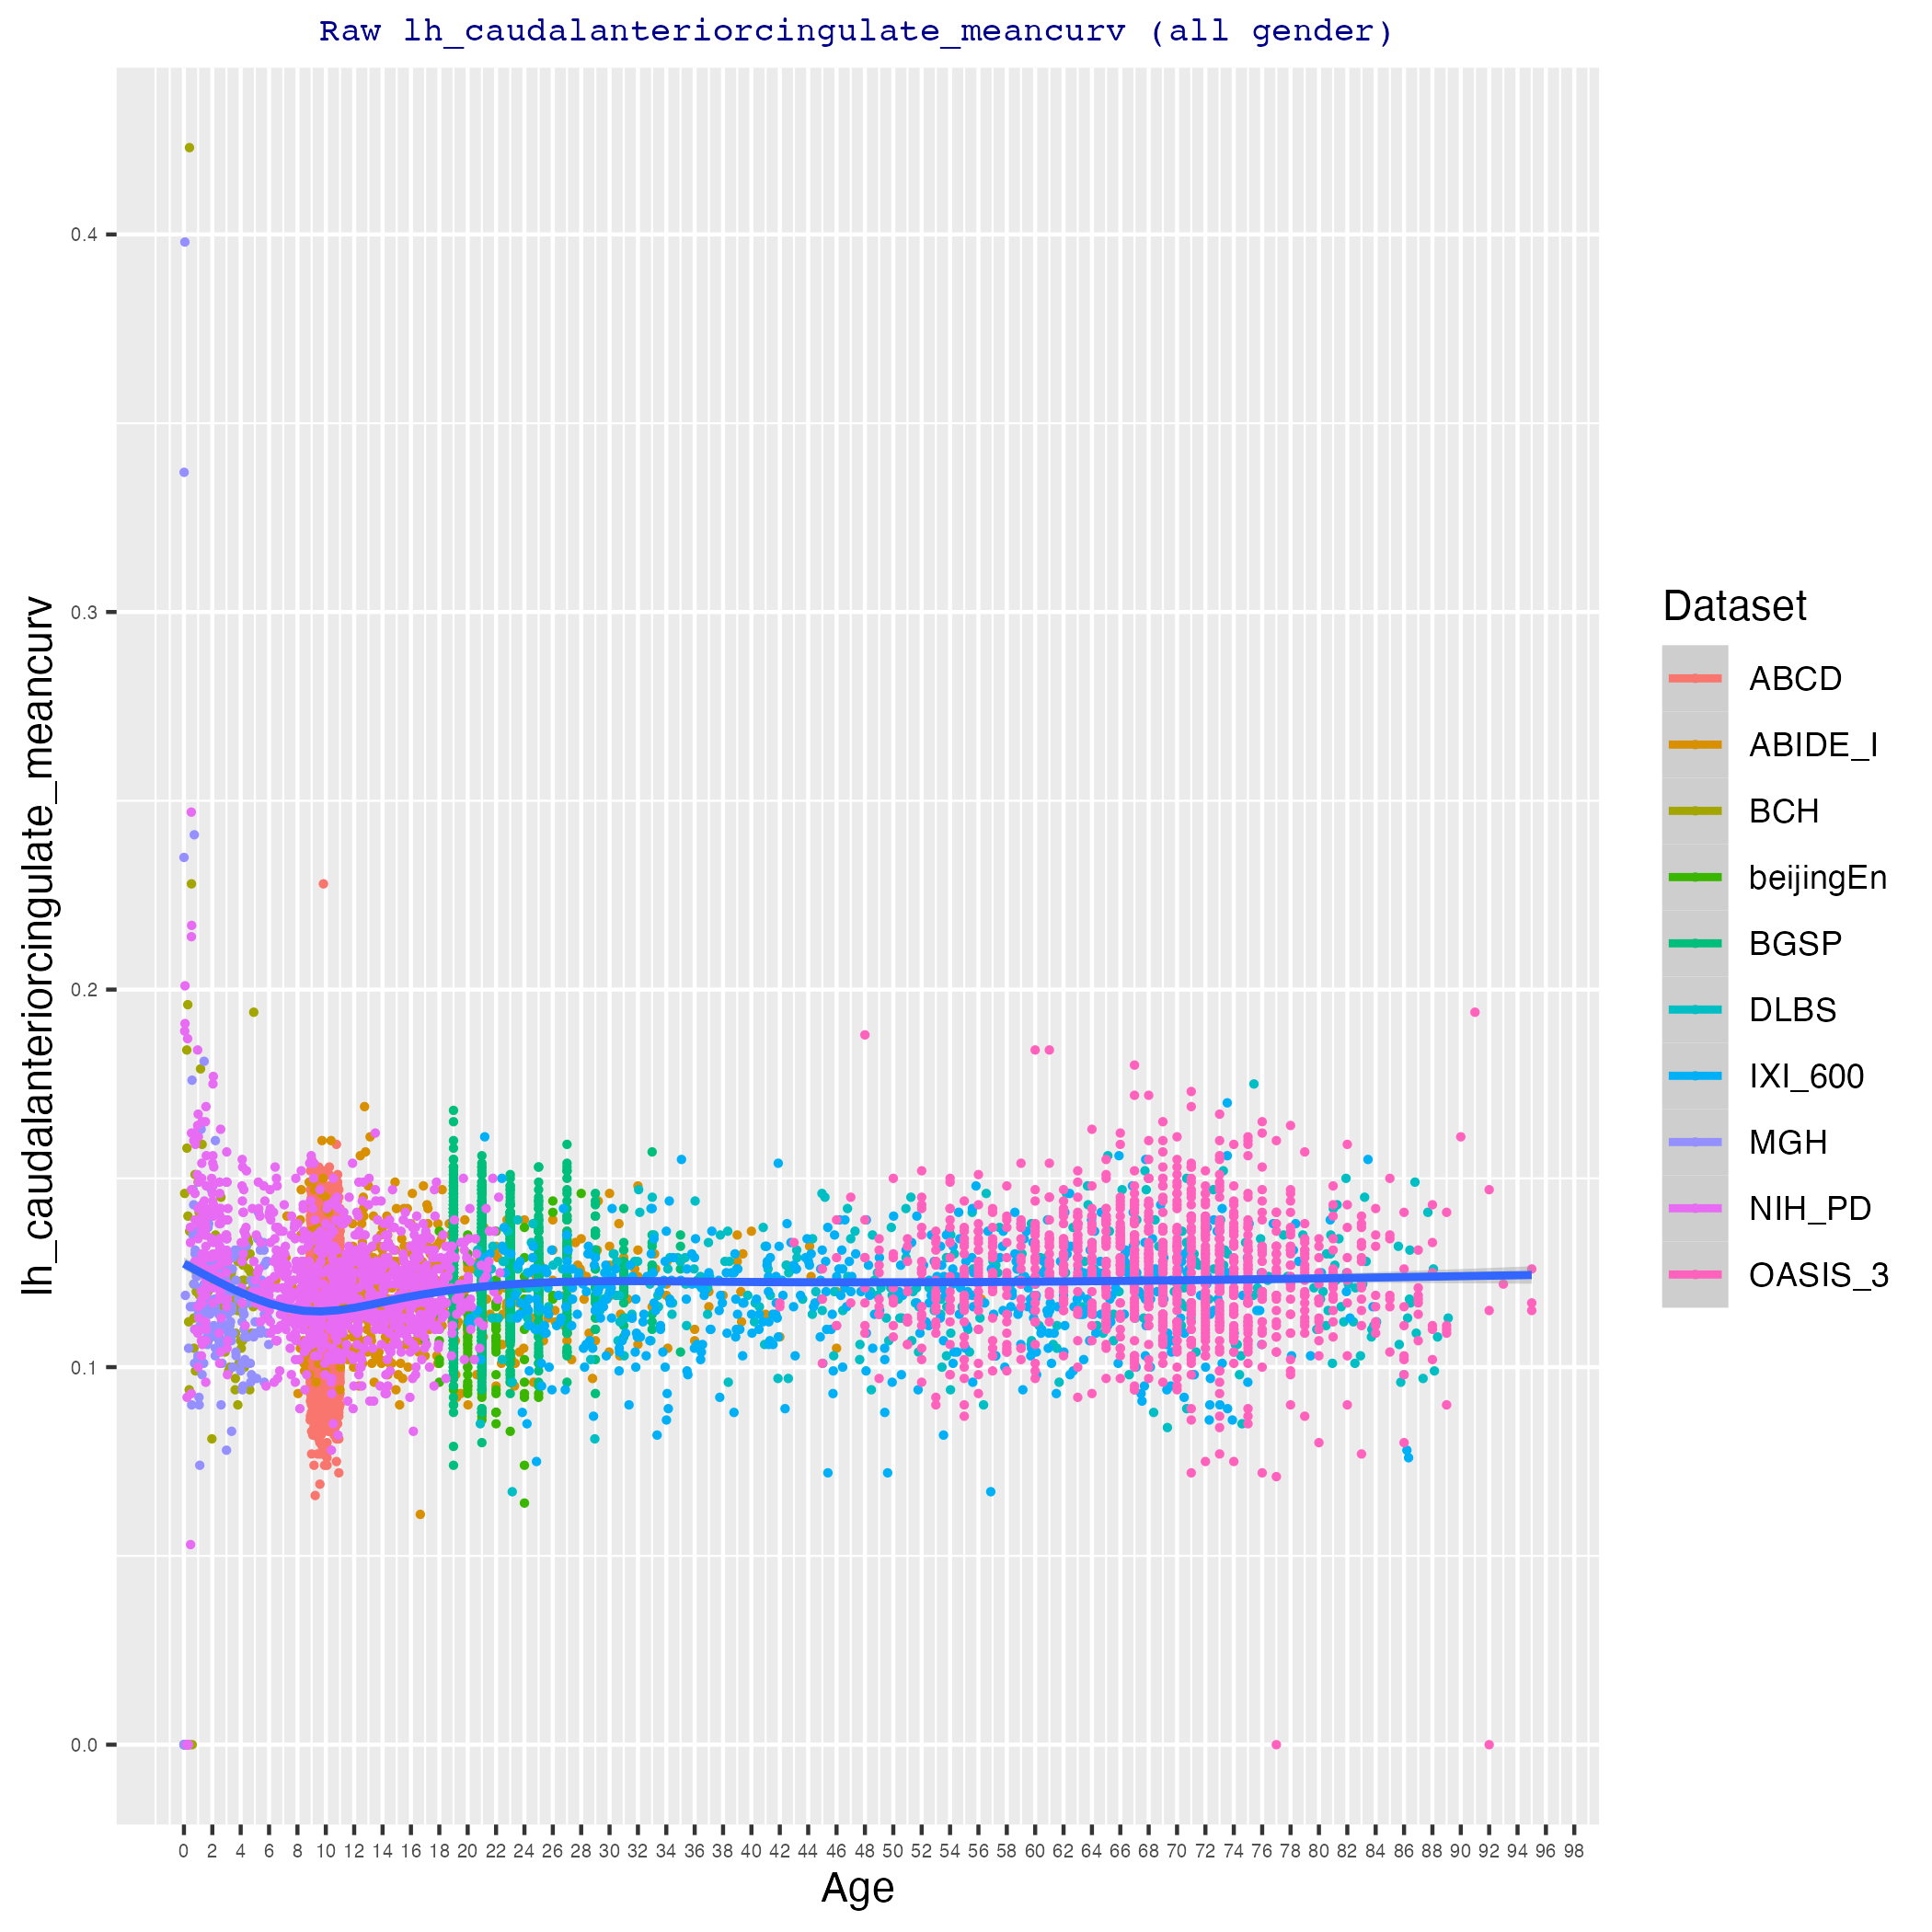 Raw lh_caudalanteriorcingulate_meancurv (all gender)
lh_caudalanteriorcingulate_meancurv
0.4
0.3
0.2
0.1
0.0
0 2 4 6 8 10 12 14 16 18 20 22 24 26 28 30 32 34 36 38 40 42 44 46 48 50 52 54 56 58 60 62 64 66 68 70 72 74 76 78 80 82 84 86 88 90 92 94 96 98
Age
Dataset
ABCD
ABIDE_I
BCH
beijingEn
BGSP
DLBS
IXI_600
MGH
NIH_PD
OASIS_3